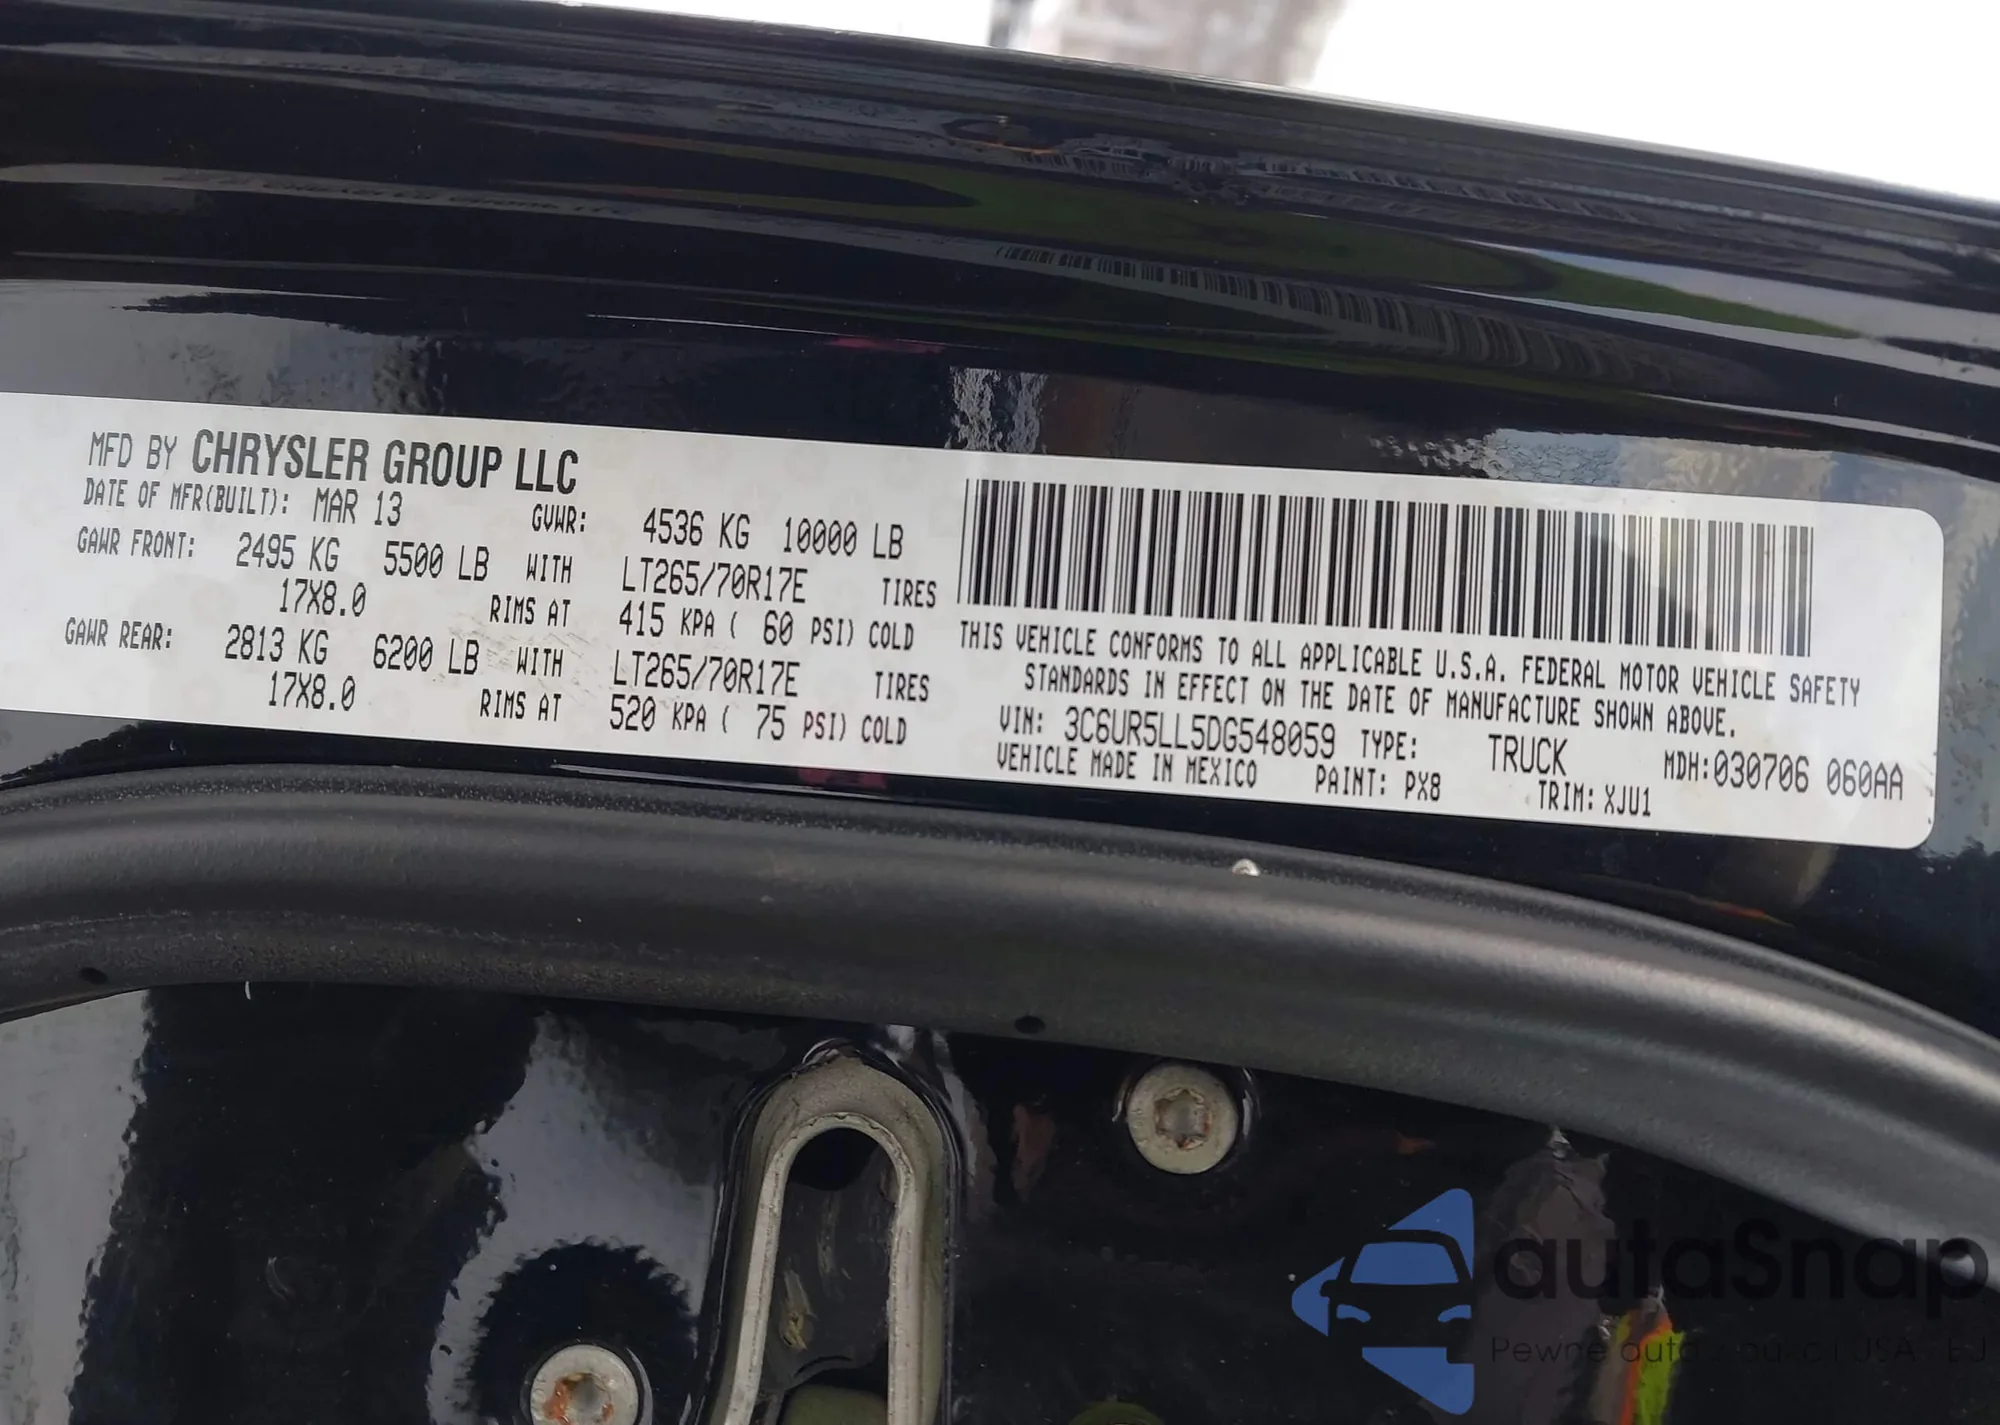 MFD BY CHRYSLER GROUP LLC
DATE OF MFR(BUILT): MAR 13 GVWR: 4536 KG 10000 LB
GAWR FRONT: 2495 KG 5500 LB WITH LT265/70R17E TIRES
17X8.0 RIMS AT 415 KPA ( 60 PSI) COLD
GAWR REAR: 2813 KG 6200 LB WITH LT265/70R17E TIRES
17X8.0 RIMS AT 520 KPA ( 75 PSI) COLD
THIS VEHICLE CONFORMS TO ALL APPLICABLE U.S.A. FEDERAL MOTOR VEHICLE SAFETY
STANDARDS IN EFFECT ON THE DATE OF MANUFACTURE SHOWN ABOVE.
VIN: 3C6UR5LL5DG548059 TYPE: TRUCK MDH:030706 060AA
VEHICLE MADE IN MEXICO PAINT: PX8 TRIM: XJU1
autaSnap
Pewne auta USA